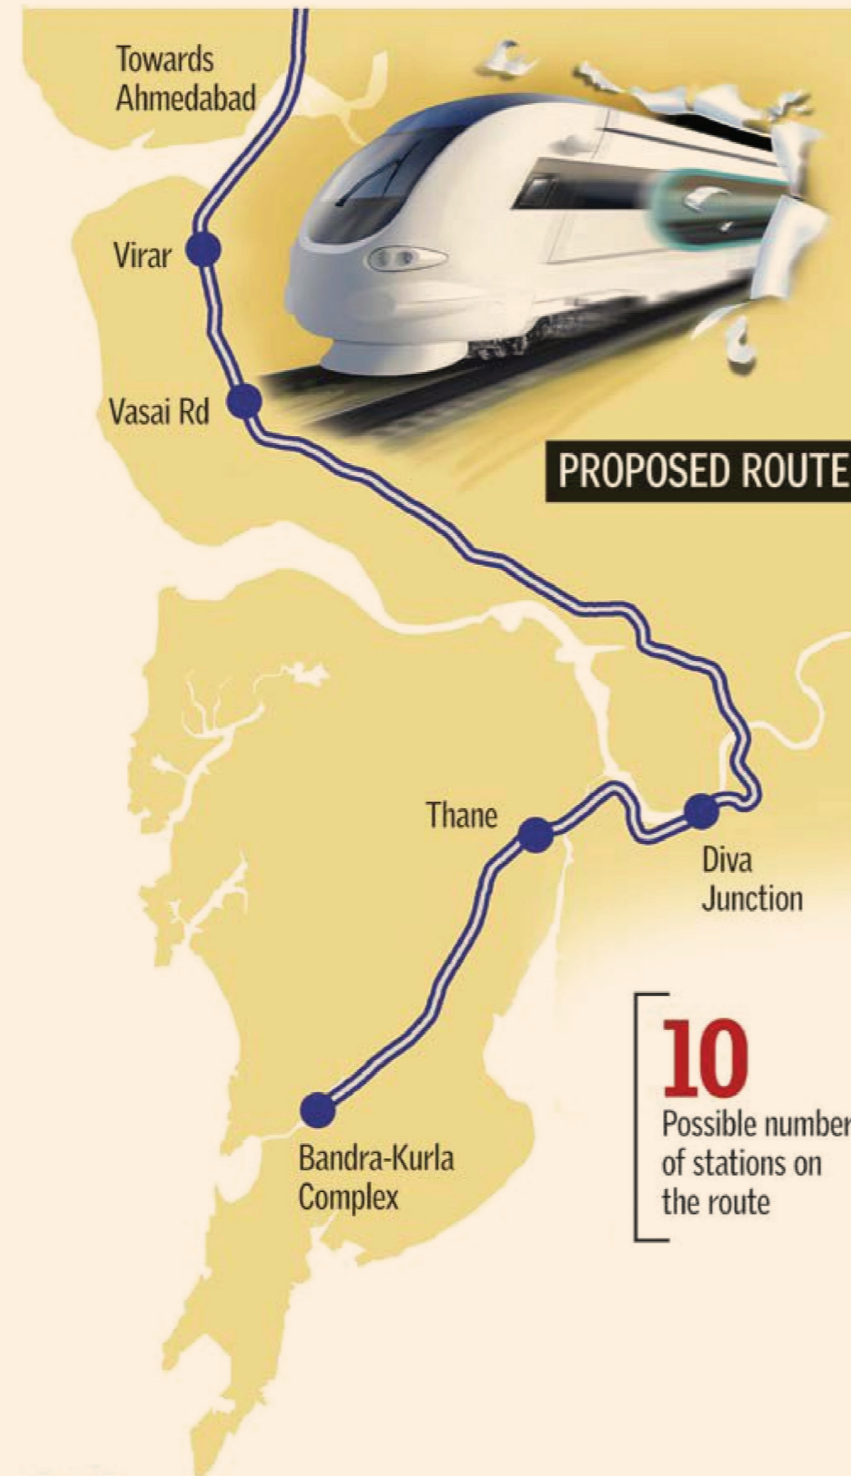 Towards
Ahmedabad
Virar
Vasai Rd
PROPOSED ROUTE
Thane
Diva
Junction
10
Possible number
of stations on
the route
Bandra-Kurla
Complex